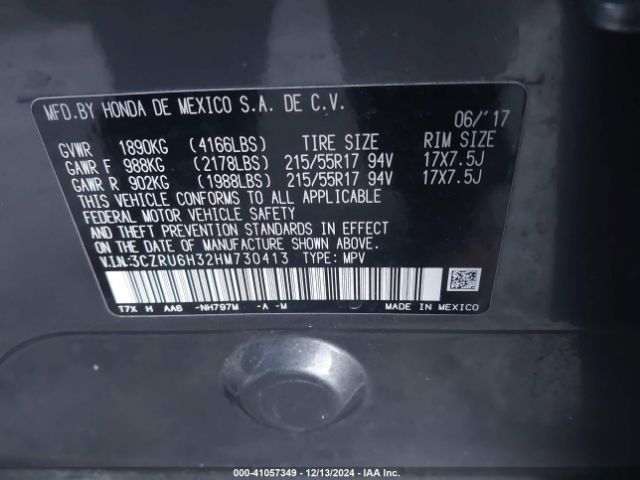 MFD.BY HONDA DE MEXICO S.A. DE C.V. 06/'17
GVWR 1890KG (4166LBS) TIRE SIZE RIM SIZE
GAWR F 988KG (2178LBS) 215/55R17 94V 17X7.5J
GAWR R 902KG (1988LBS) 215/55R17 94V 17X7.5J
THIS VEHICLE CONFORMS TO ALL APPLICABLE
FEDERAL MOTOR VEHICLE SAFETY
AND THEFT PREVENTION STANDARDS IN EFFECT
ON THE DATE OF MANUFACTURE SHOWN ABOVE.
V.I.N:3CZRU6H32HM730413 TYPE: MPV
T7X H AA6 -NH797M -A -M MADE IN MEXICO
000-41057349 - 12/13/2024 - IAA Inc.